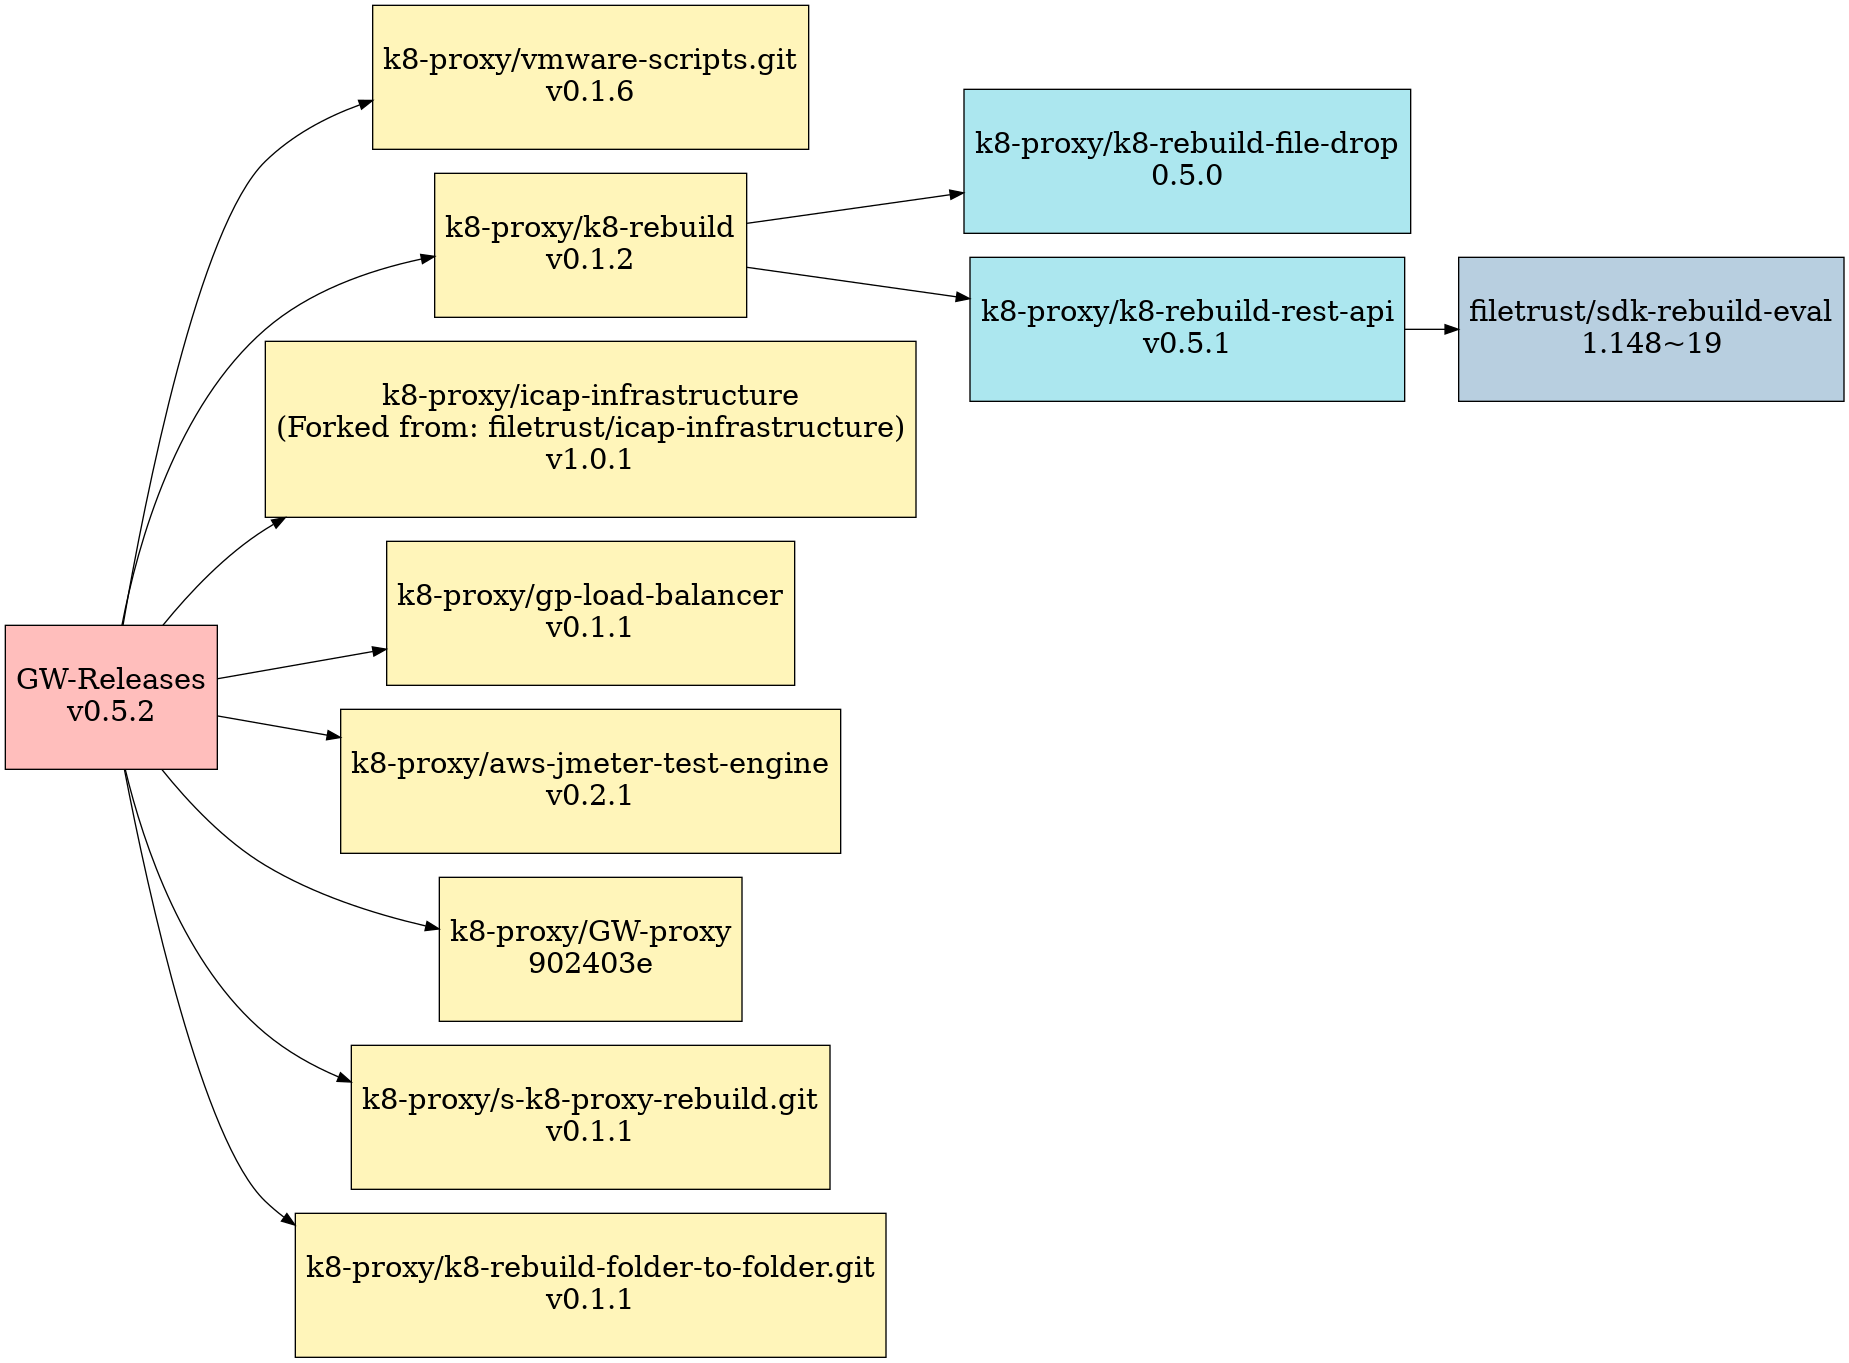 k8-proxy/vmware-scripts.git
v0.1.6
k8-proxy/k8-rebuild-file-drop
0.5.0
k8-proxy/k8-rebuild
v0.1.2
k8-proxy/k8-rebuild-rest-api
v0.5.1
filetrust/sdk-rebuild-eval
1.148~19
k8-proxy/icap-infrastructure
(Forked from: filetrust/icap-infrastructure)
v1.0.1
k8-proxy/gp-load-balancer
v0.1.1
GW-Releases
v0.5.2
k8-proxy/aws-jmeter-test-engine
v0.2.1
k8-proxy/GW-proxy
902403e
k8-proxy/s-k8-proxy-rebuild.git
v0.1.1
k8-proxy/k8-rebuild-folder-to-folder.git
v0.1.1